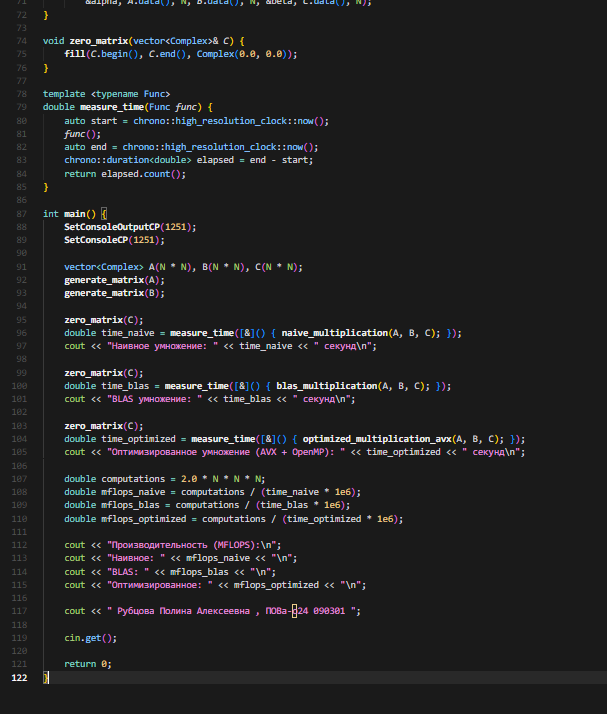 71 &alpha, A.data(), N, B.data(), N, &beta, C.data(), N);
72 }
73
74 void zero_matrix(vector<Complex>& C) {
75 fill(C.begin(), C.end(), Complex(0.0, 0.0));
76 }
77
78 template <typename Func>
79 double measure_time(Func func) {
80 auto start = chrono::high_resolution_clock::now();
81 func();
82 auto end = chrono::high_resolution_clock::now();
83 chrono::duration<double> elapsed = end - start;
84 return elapsed.count();
85 }
86
87 int main() {
88 SetConsoleOutputCP(1251);
89 SetConsoleCP(1251);
90
91 vector<Complex> A(N * N), B(N * N), C(N * N);
92 generate_matrix(A);
93 generate_matrix(B);
94
95 zero_matrix(C);
96 double time_naive = measure_time([&]() { naive_multiplication(A, B, C); });
97 cout << "Наивное умножение: " << time_naive << " секунд\n";
98
99 zero_matrix(C);
100 double time_blas = measure_time([&]() { blas_multiplication(A, B, C); });
101 cout << "BLAS умножение: " << time_blas << " секунд\n";
102
103 zero_matrix(C);
104 double time_optimized = measure_time([&]() { optimized_multiplication_avx(A, B, C); });
105 cout << "Оптимизированное умножение (AVX + OpenMP): " << time_optimized << " секунд\n";
106
107 double computations = 2.0 * N * N * N;
108 double mflops_naive = computations / (time_naive * 1e6);
109 double mflops_blas = computations / (time_blas * 1e6);
110 double mflops_optimized = computations / (time_optimized * 1e6);
111
112 cout << "Производительность (MFLOPS):\n";
113 cout << "Наивное: " << mflops_naive << "\n";
114 cout << "BLAS: " << mflops_blas << "\n";
115 cout << "Оптимизированное: " << mflops_optimized << "\n";
116
117 cout << " Рубцова Полина Алексеевна , ПОВа-о24 090301 ";
118
119 cin.get();
120
121 return 0;
122 }